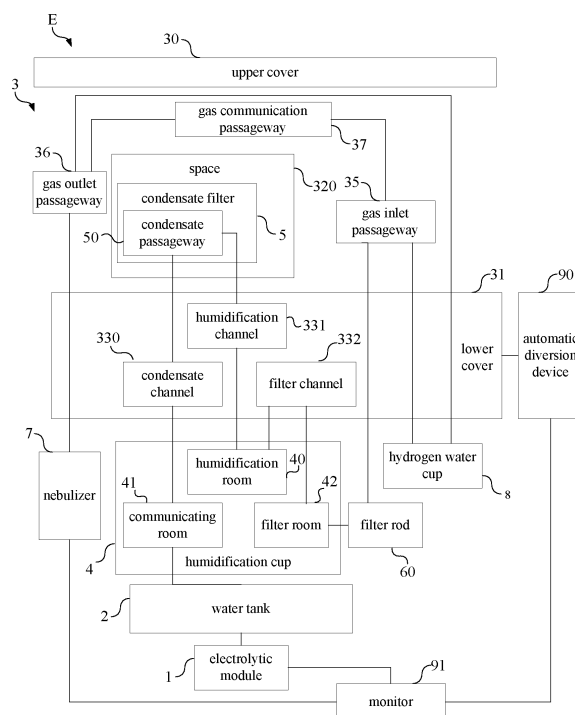 E
30
upper cover
3
gas communication
passageway
37
36
gas outlet
passageway
space
320
35
condensate filter
condensate
passageway
50
5
gas inlet
passageway
31
90
humidification
channel
331
330
332
condensate
channel
filter channel
lower
cover
automatic
diversion
device
7
nebulizer
humidification
room
40
hydrogen water
cup
8
41
communicating
room
42
filter room
filter rod
60
4
humidification cup
2
water tank
electrolytic
module
1
91
monitor